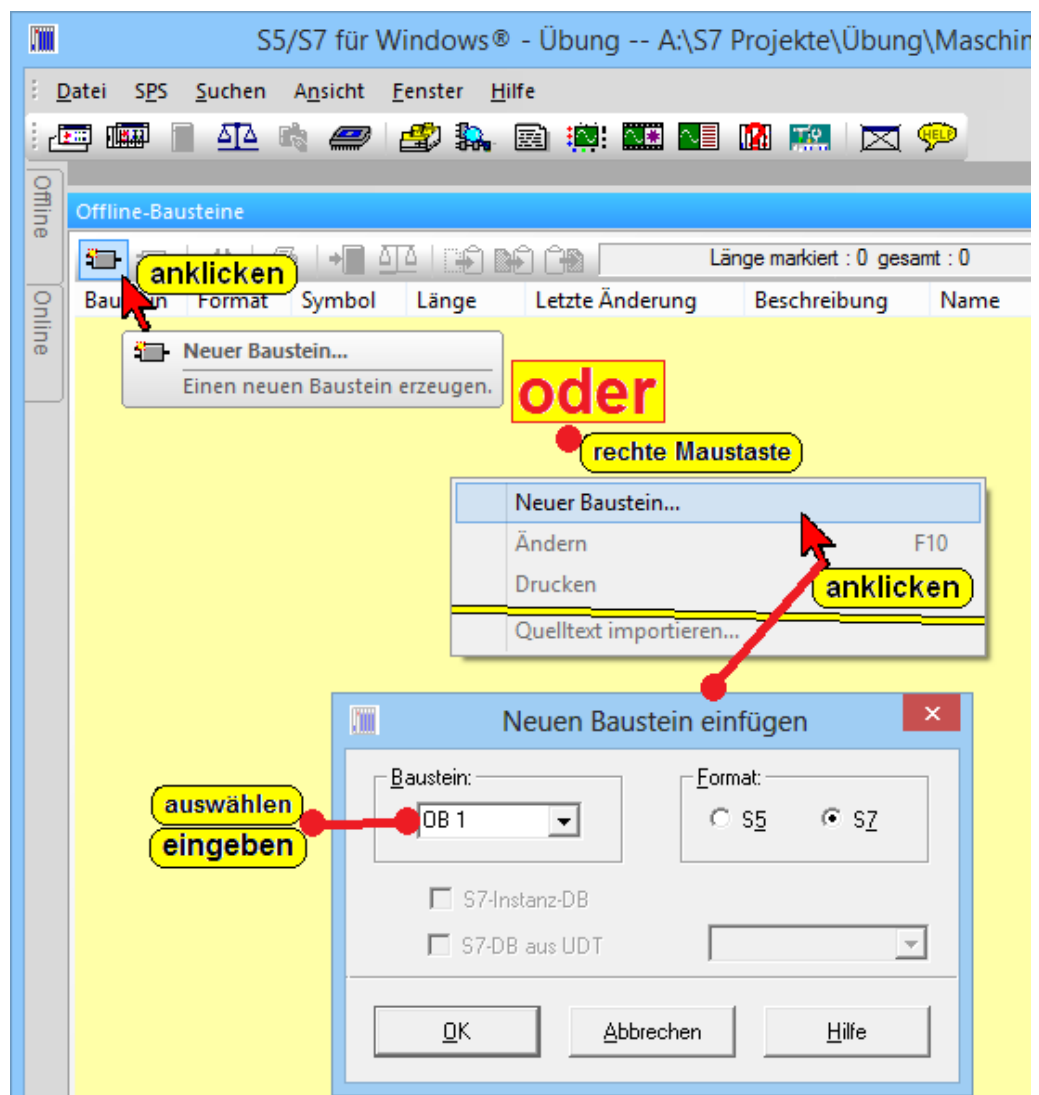 S5/S7 für Windows® - Übung -- A:\S7 Projekte\Übung\Maschin
Datei SPS Suchen Ansicht Fenster Hilfe
HELP
Offline
Online
Offline-Bausteine
anklicken
Länge markiert : 0 gesamt : 0
Format Symbol Länge Letzte Änderung Beschreibung Name
Neuer Baustein...
Einen neuen Baustein erzeugen.
oder
rechte Maustaste
Neuer Baustein...
Ändern F10
Drucken
anklicken
Quelltext importieren...
Neuen Baustein einfügen
Baustein: Format:
auswählen
eingeben
OB 1 S5 S7
S7-Instanz-DB
S7-DB aus UDT
OK Abbrechen Hilfe